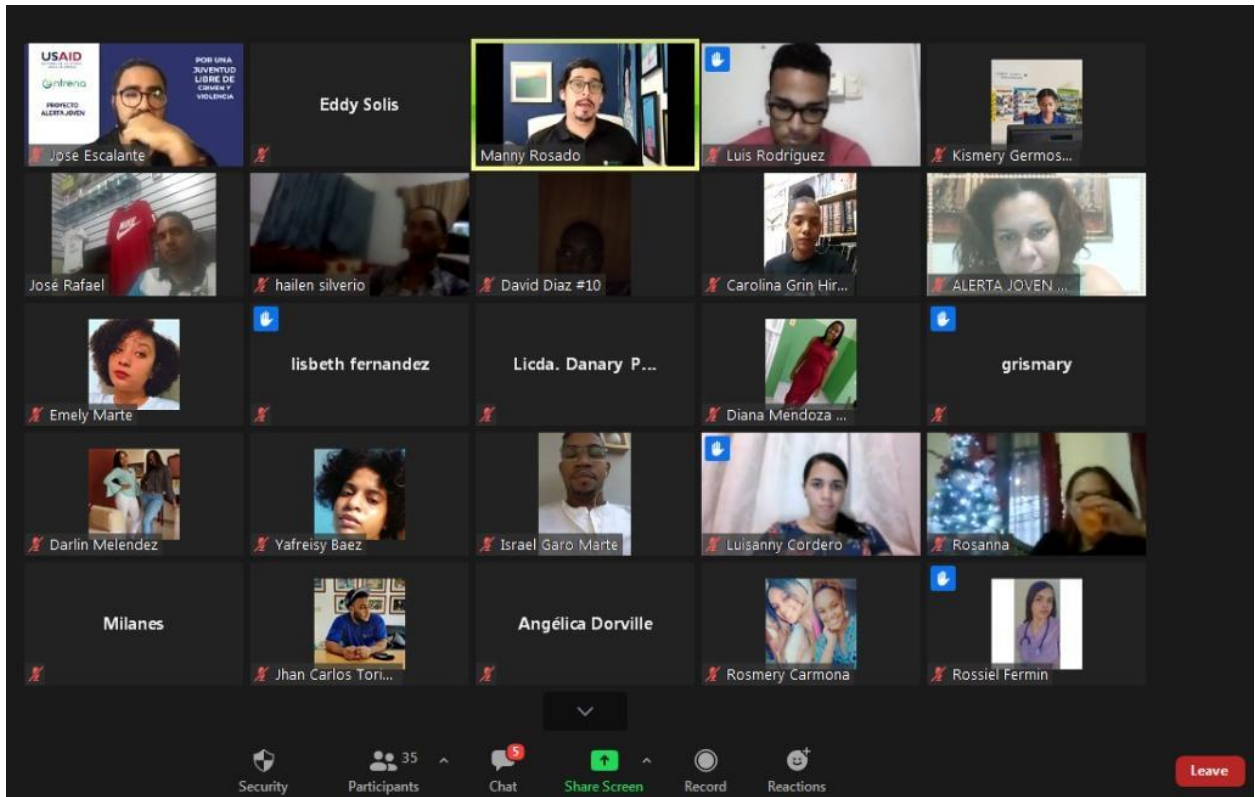 USAID
entrena
PROYECTO
ALERTA JOVEN
POR UNA
JUVENTUD
LIBRE DE
CRIMEN Y
VIOLENCIA
Jose Escalante
Eddy Solis
Manny Rosado
Luis Rodríguez
Kismery Germos...
José Rafael
NIKE
hailen silverio
David Diaz #10
Carolina Grin Hir...
ALERTA JOVEN ...
Emely Marte
lisbeth fernandez
Licda. Danary P...
Diana Mendoza ...
grismary
Darlin Melendez
Yafreisy Baez
Israel Garo Marte
Luisanny Cordero
Rosanna
Milanes
Jhan Carlos Tori...
Angélica Dorville
Rosmery Carmona
Rossiel Fermin
Security
35
Participants
5
Chat
Share Screen
Record
Reactions
Leave